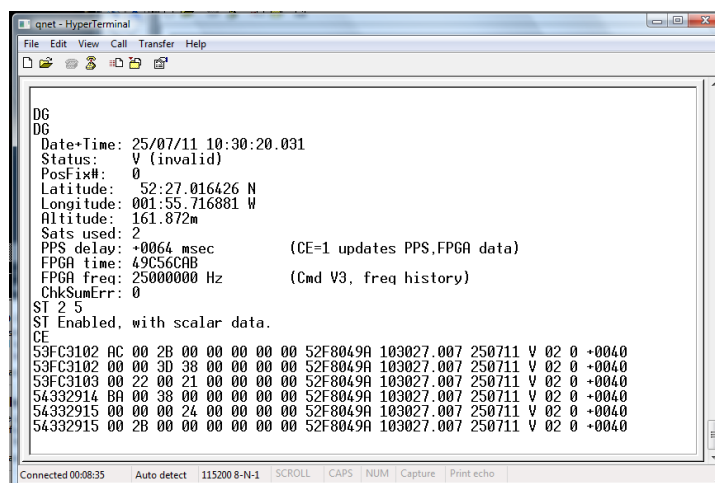 qnet - HyperTerminal
File Edit View Call Transfer Help
DG
DG
Date+Time: 25/07/11 10:30:20.031
Status: V (invalid)
PosFix#: 0
Latitude: 52:27.016426 N
Longitude: 001:55.716881 W
Altitude: 161.872m
Sats used: 2
PPS delay: +0064 msec (CE=1 updates PPS,FPGA data)
FPGA time: 49C56CAB
FPGA freq: 25000000 Hz (Cmd V3, freq history)
ChkSumErr: 0
ST 2 5
ST Enabled, with scalar data.
CE
53FC3102 AC 00 2B 00 00 00 00 00 52F8049A 103027.007 250711 V 02 0 +0040
53FC3102 00 00 3D 38 00 00 00 00 52F8049A 103027.007 250711 V 02 0 +0040
53FC3103 00 22 00 21 00 00 00 00 52F8049A 103027.007 250711 V 02 0 +0040
54332914 BA 00 38 00 00 00 00 00 52F8049A 103027.007 250711 V 02 0 +0040
54332915 00 00 00 24 00 00 00 00 52F8049A 103027.007 250711 V 02 0 +0040
54332915 00 2B 00 00 00 00 00 00 52F8049A 103027.007 250711 V 02 0 +0040
Connected 00:08:35 Auto detect 115200 8-N-1 SCROLL CAPS NUM Capture Print echo